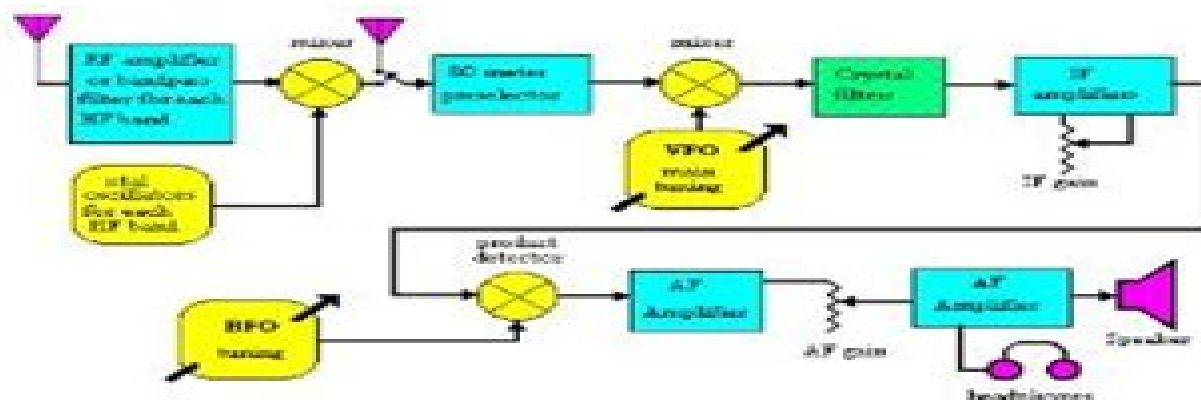 mixer
mixer
RF amplifier
or bandpass
filter for each
HF band
80 meter
preselector
Crystal
filter
IF
amplifier
VFO
main
tuning
IF gain
xtal
oscillators
for each
HF band
product
detector
AF
Amplifier
AF
Amplifier
BFO
tuning
AF gain
Speaker
headphones